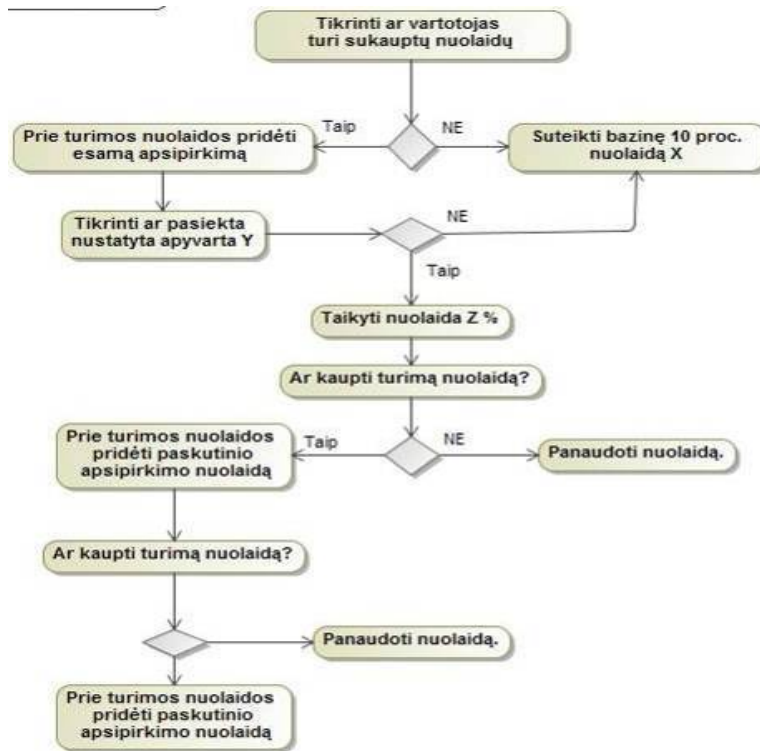 Tikrinti ar vartotojas
turi sukauptų nuolaidų
Taip
NE
Prie turimos nuolaidos pridėti
esamą apsipirkimą
Suteikti bazinę 10 proc.
nuolaidą X
Tikrinti ar pasiekta
nustatyta apyvarta Y
NE
Taip
Taikyti nuolaida Z %
Ar kaupti turimą nuolaidą?
Prie turimos nuolaidos
pridėti paskutinio
apsipirkimo nuolaidą
Taip
NE
Panaudoti nuolaidą.
Ar kaupti turimą nuolaidą?
Panaudoti nuolaidą.
Prie turimos nuolaidos
pridėti paskutinio
apsipirkimo nuolaidą